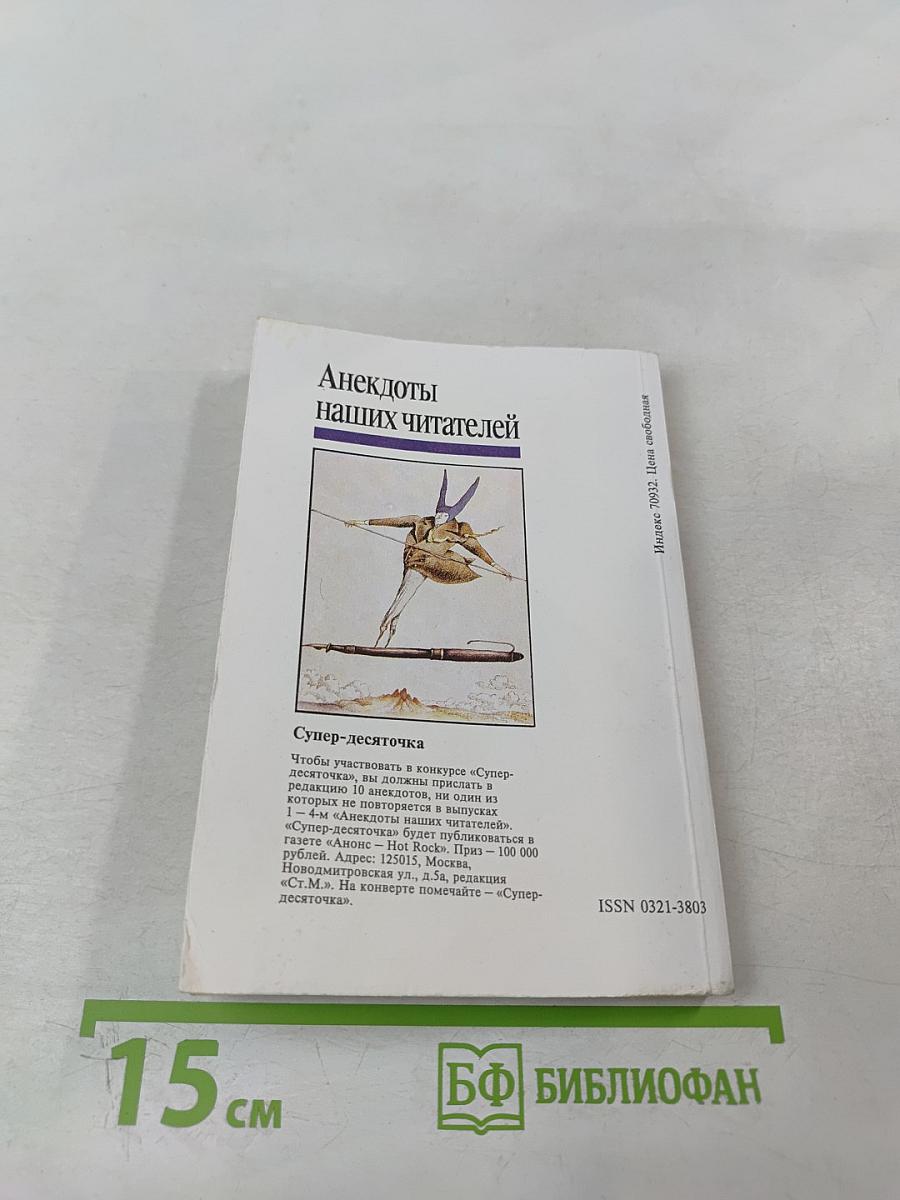 Анекдоты
наших читателей
Индекс 70932. Цена свободная
Супер-десяточка
Чтобы участвовать в конкурсе «Супер-
десяточка», вы должны прислать в
редакцию 10 анекдотов, ни один из
которых не повторяется в выпусках
1 – 4-м «Анекдоты наших читателей».
«Супер-десяточка» будет публиковаться в
газете «Анонс – Hot Rock». Приз – 100 000
рублей. Адрес: 125015, Москва,
Новодмитровская ул., д.5а, редакция
«Ст.М.». На конверте помечайте – «Супер-
десяточка».
ISSN 0321-3803
15 см
БФ БИБЛИОФАН